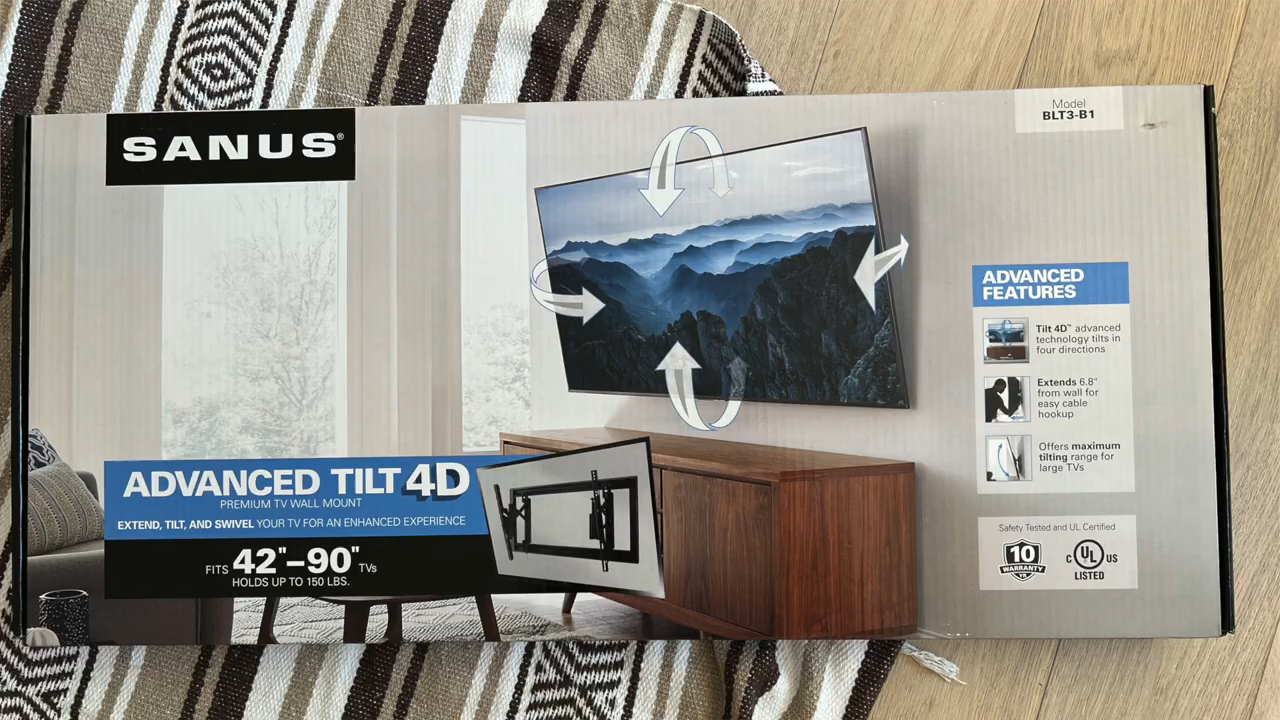 SANUS®
Model
BLT3-B1
ADVANCED
FEATURES
Tilt 4D™ advanced
technology tilts in
four directions
Extends 6.8"
from wall for
easy cable
hookup
Offers maximum
tilting range for
large TVs
ADVANCED TILT 4D
PREMIUM TV WALL MOUNT
EXTEND, TILT, AND SWIVEL YOUR TV FOR AN ENHANCED EXPERIENCE
FITS 42"–90" TVs
HOLDS UP TO 150 LBS.
Safety Tested and UL Certified
10
WARRANTY
YR
C UL US
LISTED